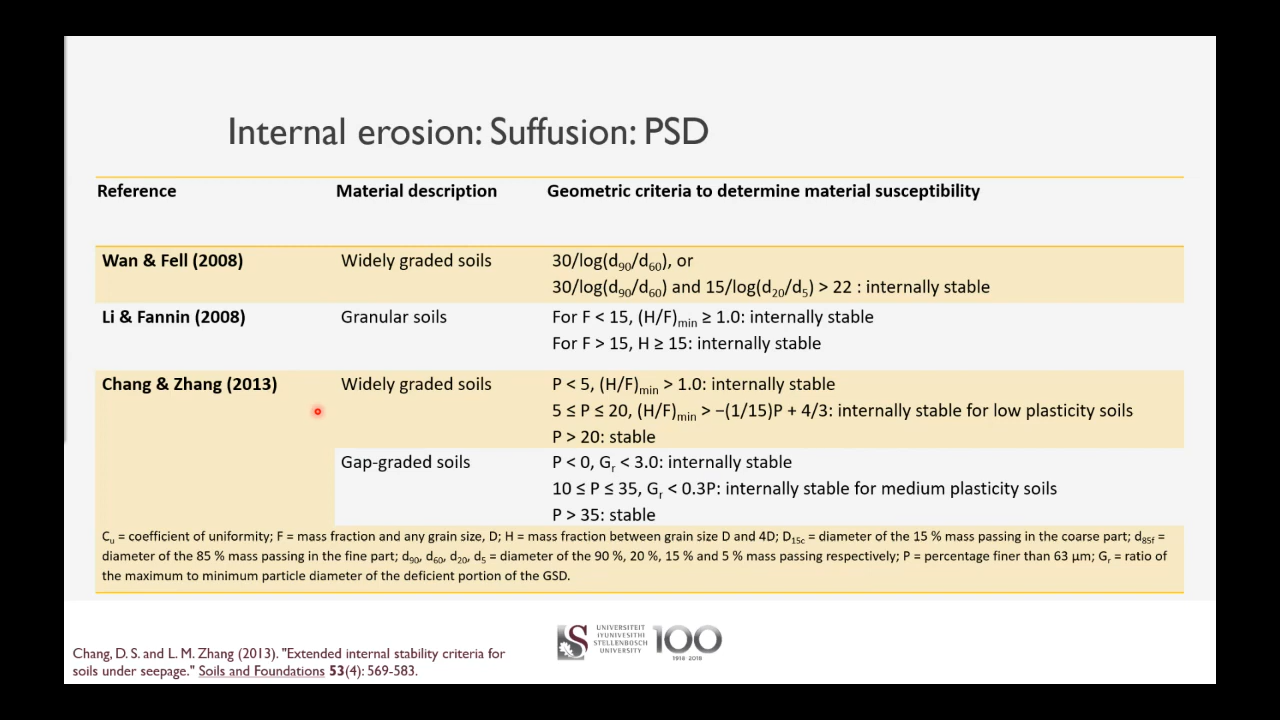 Internal erosion: Suffusion: PSD
Reference Material description Geometric criteria to determine material susceptibility
Wan & Fell (2008) Widely graded soils 30/log(d90/d60), or
30/log(d90/d60) and 15/log(d20/d5) > 22 : internally stable
Li & Fannin (2008) Granular soils For F < 15, (H/F)min ≥ 1.0: internally stable
For F > 15, H ≥ 15: internally stable
Chang & Zhang (2013) Widely graded soils P < 5, (H/F)min > 1.0: internally stable
5 ≤ P ≤ 20, (H/F)min > −(1/15)P + 4/3: internally stable for low plasticity soils
P > 20: stable
Gap-graded soils P < 0, Gr < 3.0: internally stable
10 ≤ P ≤ 35, Gr < 0.3P: internally stable for medium plasticity soils
P > 35: stable
Cu = coefficient of uniformity; F = mass fraction and any grain size, D; H = mass fraction between grain size D and 4D; D15c = diameter of the 15 % mass passing in the coarse part; d85f =
diameter of the 85 % mass passing in the fine part; d90, d60, d20, d5 = diameter of the 90 %, 20 %, 15 % and 5 % mass passing respectively; P = percentage finer than 63 µm; Gr = ratio of
the maximum to minimum particle diameter of the deficient portion of the GSD.
UNIVERSITEIT
IYUNIVESITHI
STELLENBOSCH
UNIVERSITY
100
1918 2018
Chang, D. S. and L. M. Zhang (2013). "Extended internal stability criteria for
soils under seepage." Soils and Foundations 53(4): 569-583.